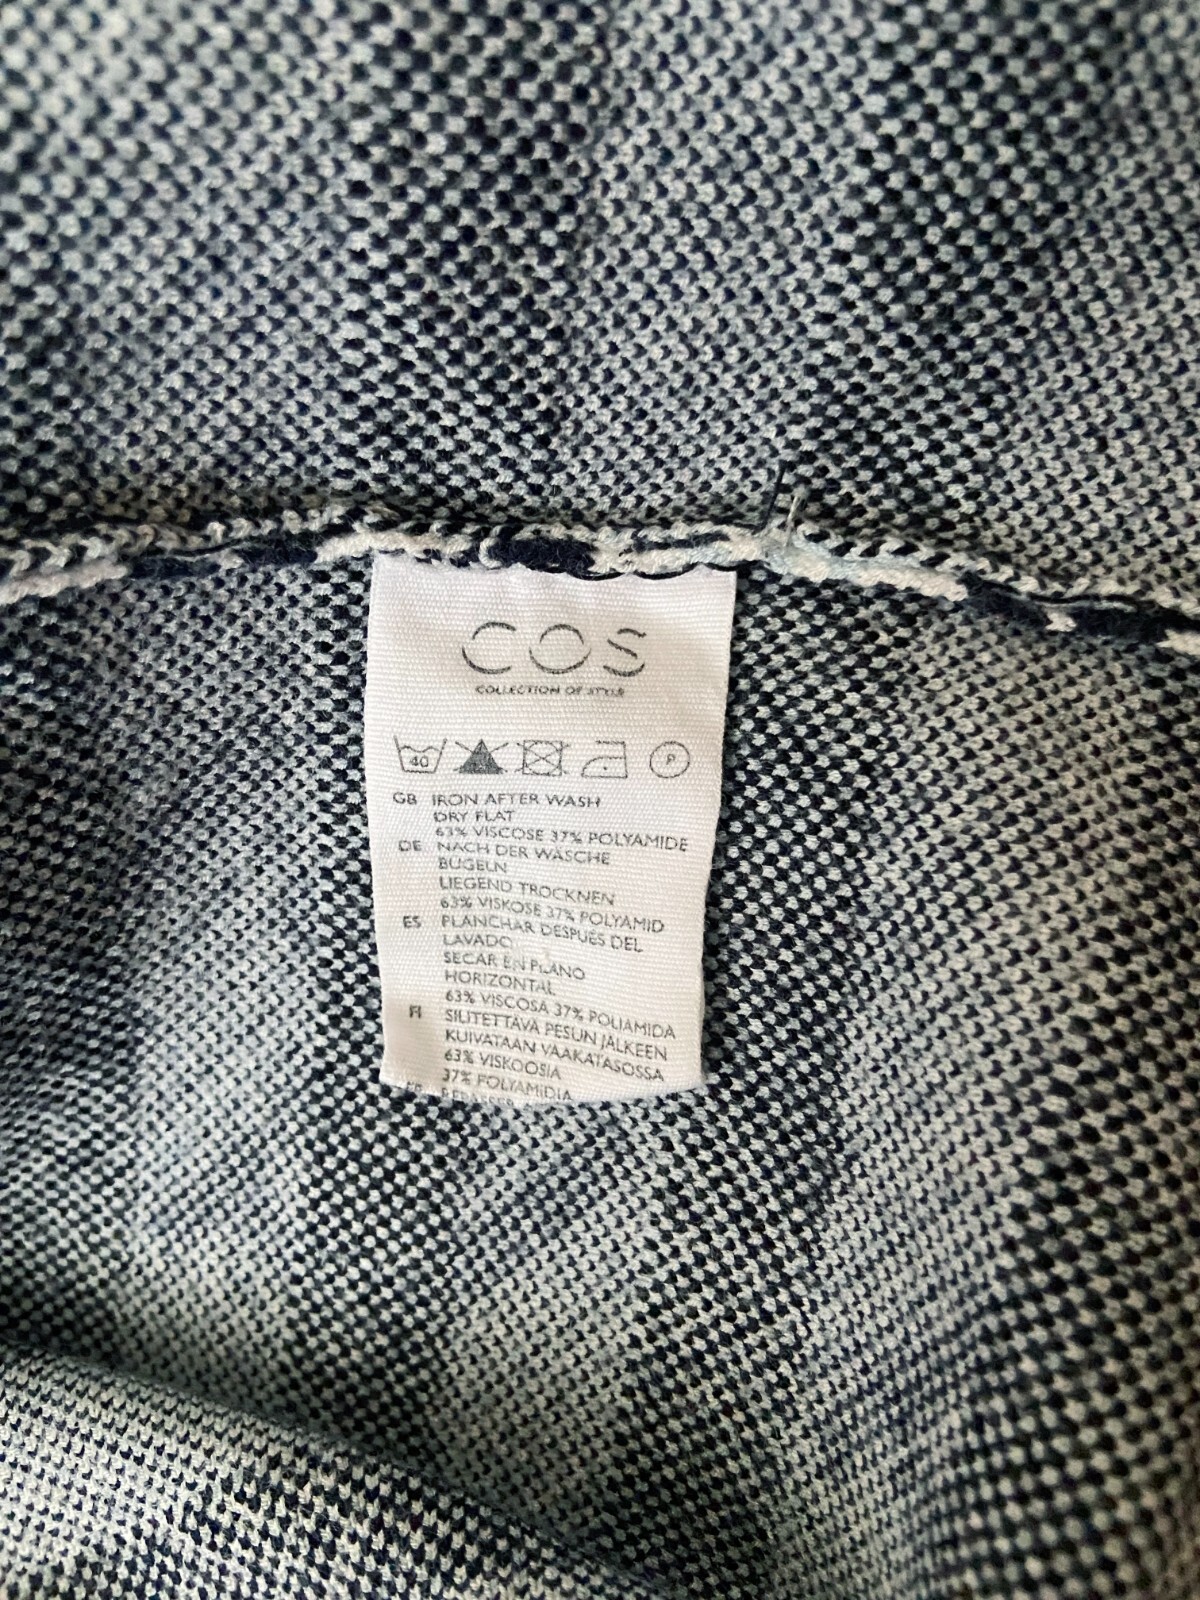 COS
COLLECTION OF STYLE
40 P
GB IRON AFTER WASH
DRY FLAT
63% VISCOSE 37% POLYAMIDE
DE NACH DER WÄSCHE
BÜGELN
LIEGEND TROCKNEN
63% VISKOSE 37% POLYAMID
ES PLANCHAR DESPUÉS DEL
LAVADO
SECAR EN PLANO
HORIZONTAL
63% VISCOSA 37% POLIAMIDA
FI SILITETTÄVÄ PESUN JÄLKEEN
KUIVATAAN VAAKATASOSSA
63% VISKOOSIA
37% POLYAMIDIA
FR REPASSER